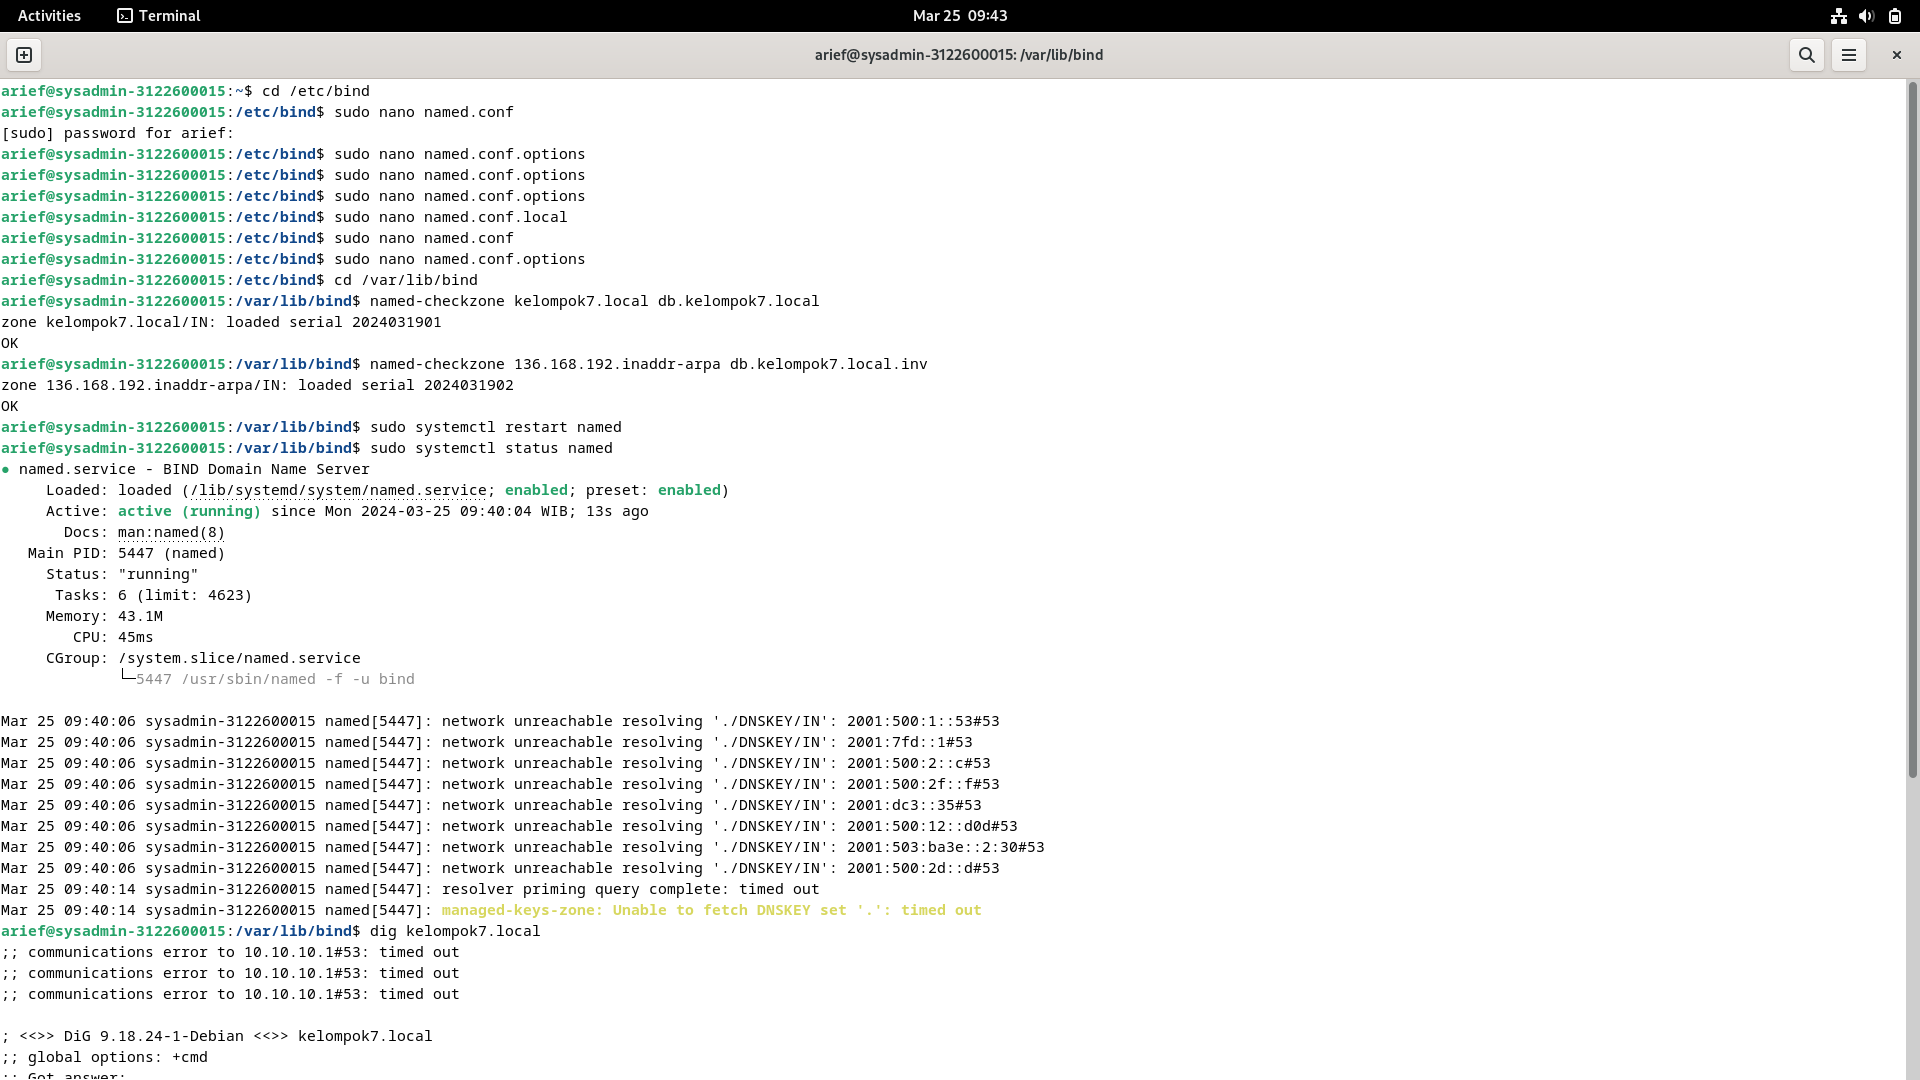 Activities
Terminal
Mar 25 09:43
arief@sysadmin-3122600015: /var/lib/bind
arief@sysadmin-3122600015:~$ cd /etc/bind
arief@sysadmin-3122600015:/etc/bind$ sudo nano named.conf
[sudo] password for arief:
arief@sysadmin-3122600015:/etc/bind$ sudo nano named.conf.options
arief@sysadmin-3122600015:/etc/bind$ sudo nano named.conf.options
arief@sysadmin-3122600015:/etc/bind$ sudo nano named.conf.options
arief@sysadmin-3122600015:/etc/bind$ sudo nano named.conf.local
arief@sysadmin-3122600015:/etc/bind$ sudo nano named.conf
arief@sysadmin-3122600015:/etc/bind$ sudo nano named.conf.options
arief@sysadmin-3122600015:/etc/bind$ cd /var/lib/bind
arief@sysadmin-3122600015:/var/lib/bind$ named-checkzone kelompok7.local db.kelompok7.local
zone kelompok7.local/IN: loaded serial 2024031901
OK
arief@sysadmin-3122600015:/var/lib/bind$ named-checkzone 136.168.192.inaddr-arpa db.kelompok7.local.inv
zone 136.168.192.inaddr-arpa/IN: loaded serial 2024031902
OK
arief@sysadmin-3122600015:/var/lib/bind$ sudo systemctl restart named
arief@sysadmin-3122600015:/var/lib/bind$ sudo systemctl status named
● named.service - BIND Domain Name Server
     Loaded: loaded (/lib/systemd/system/named.service; enabled; preset: enabled)
     Active: active (running) since Mon 2024-03-25 09:40:04 WIB; 13s ago
       Docs: man:named(8)
   Main PID: 5447 (named)
     Status: "running"
      Tasks: 6 (limit: 4623)
     Memory: 43.1M
        CPU: 45ms
     CGroup: /system.slice/named.service
             └─5447 /usr/sbin/named -f -u bind
Mar 25 09:40:06 sysadmin-3122600015 named[5447]: network unreachable resolving './DNSKEY/IN': 2001:500:1::53#53
Mar 25 09:40:06 sysadmin-3122600015 named[5447]: network unreachable resolving './DNSKEY/IN': 2001:7fd::1#53
Mar 25 09:40:06 sysadmin-3122600015 named[5447]: network unreachable resolving './DNSKEY/IN': 2001:500:2::c#53
Mar 25 09:40:06 sysadmin-3122600015 named[5447]: network unreachable resolving './DNSKEY/IN': 2001:500:2f::f#53
Mar 25 09:40:06 sysadmin-3122600015 named[5447]: network unreachable resolving './DNSKEY/IN': 2001:dc3::35#53
Mar 25 09:40:06 sysadmin-3122600015 named[5447]: network unreachable resolving './DNSKEY/IN': 2001:500:12::d0d#53
Mar 25 09:40:06 sysadmin-3122600015 named[5447]: network unreachable resolving './DNSKEY/IN': 2001:503:ba3e::2:30#53
Mar 25 09:40:06 sysadmin-3122600015 named[5447]: network unreachable resolving './DNSKEY/IN': 2001:500:2d::d#53
Mar 25 09:40:14 sysadmin-3122600015 named[5447]: resolver priming query complete: timed out
Mar 25 09:40:14 sysadmin-3122600015 named[5447]: managed-keys-zone: Unable to fetch DNSKEY set '.': timed out
arief@sysadmin-3122600015:/var/lib/bind$ dig kelompok7.local
;; communications error to 10.10.10.1#53: timed out
;; communications error to 10.10.10.1#53: timed out
;; communications error to 10.10.10.1#53: timed out
; <<>> DiG 9.18.24-1-Debian <<>> kelompok7.local
;; global options: +cmd
;; Got answer: